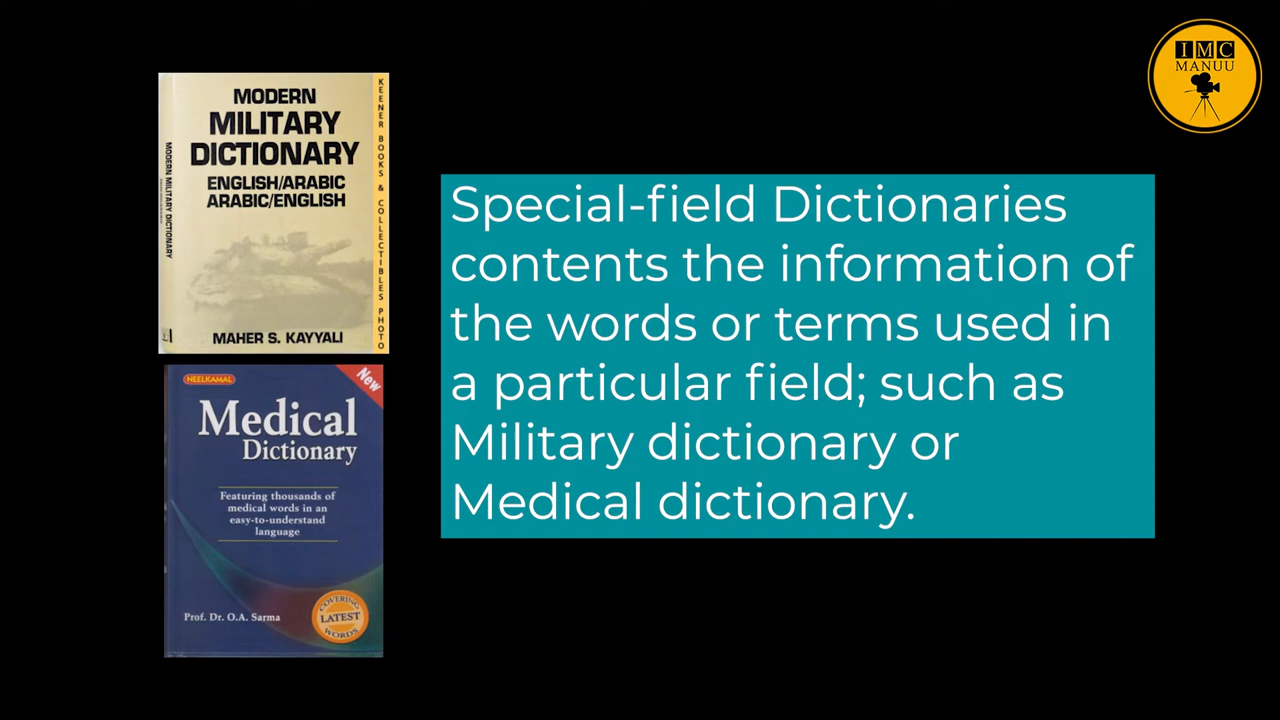 IMC
MANUU
MODERN
MILITARY
DICTIONARY
ENGLISH/ARABIC
ARABIC/ENGLISH
MAHER S. KAYYALI
MODERN MILITARY DICTIONARY
KEENER BOOKS & COLLECTIBLES PHOTO
NEELKAMAL
New
Medical
Dictionary
Featuring thousands of
medical words in an
easy-to-understand
language
Prof. Dr. O.A. Sarma
COVERING
LATEST
WORDS
Special-field Dictionaries
contents the information of
the words or terms used in
a particular field; such as
Military dictionary or
Medical dictionary.